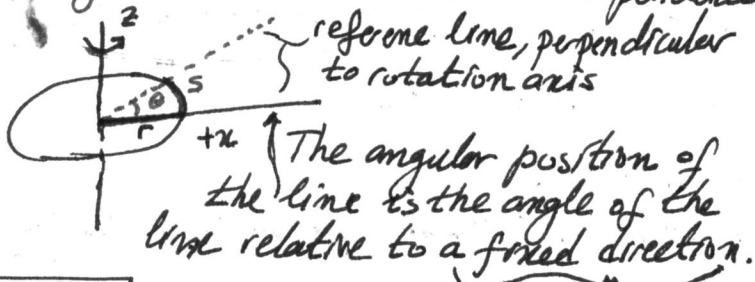 z
referene line, perpendicular
to rotation axis
s
θ
r
+x
The angular position of
the line is the angle of the
line relative to a fixed direction.